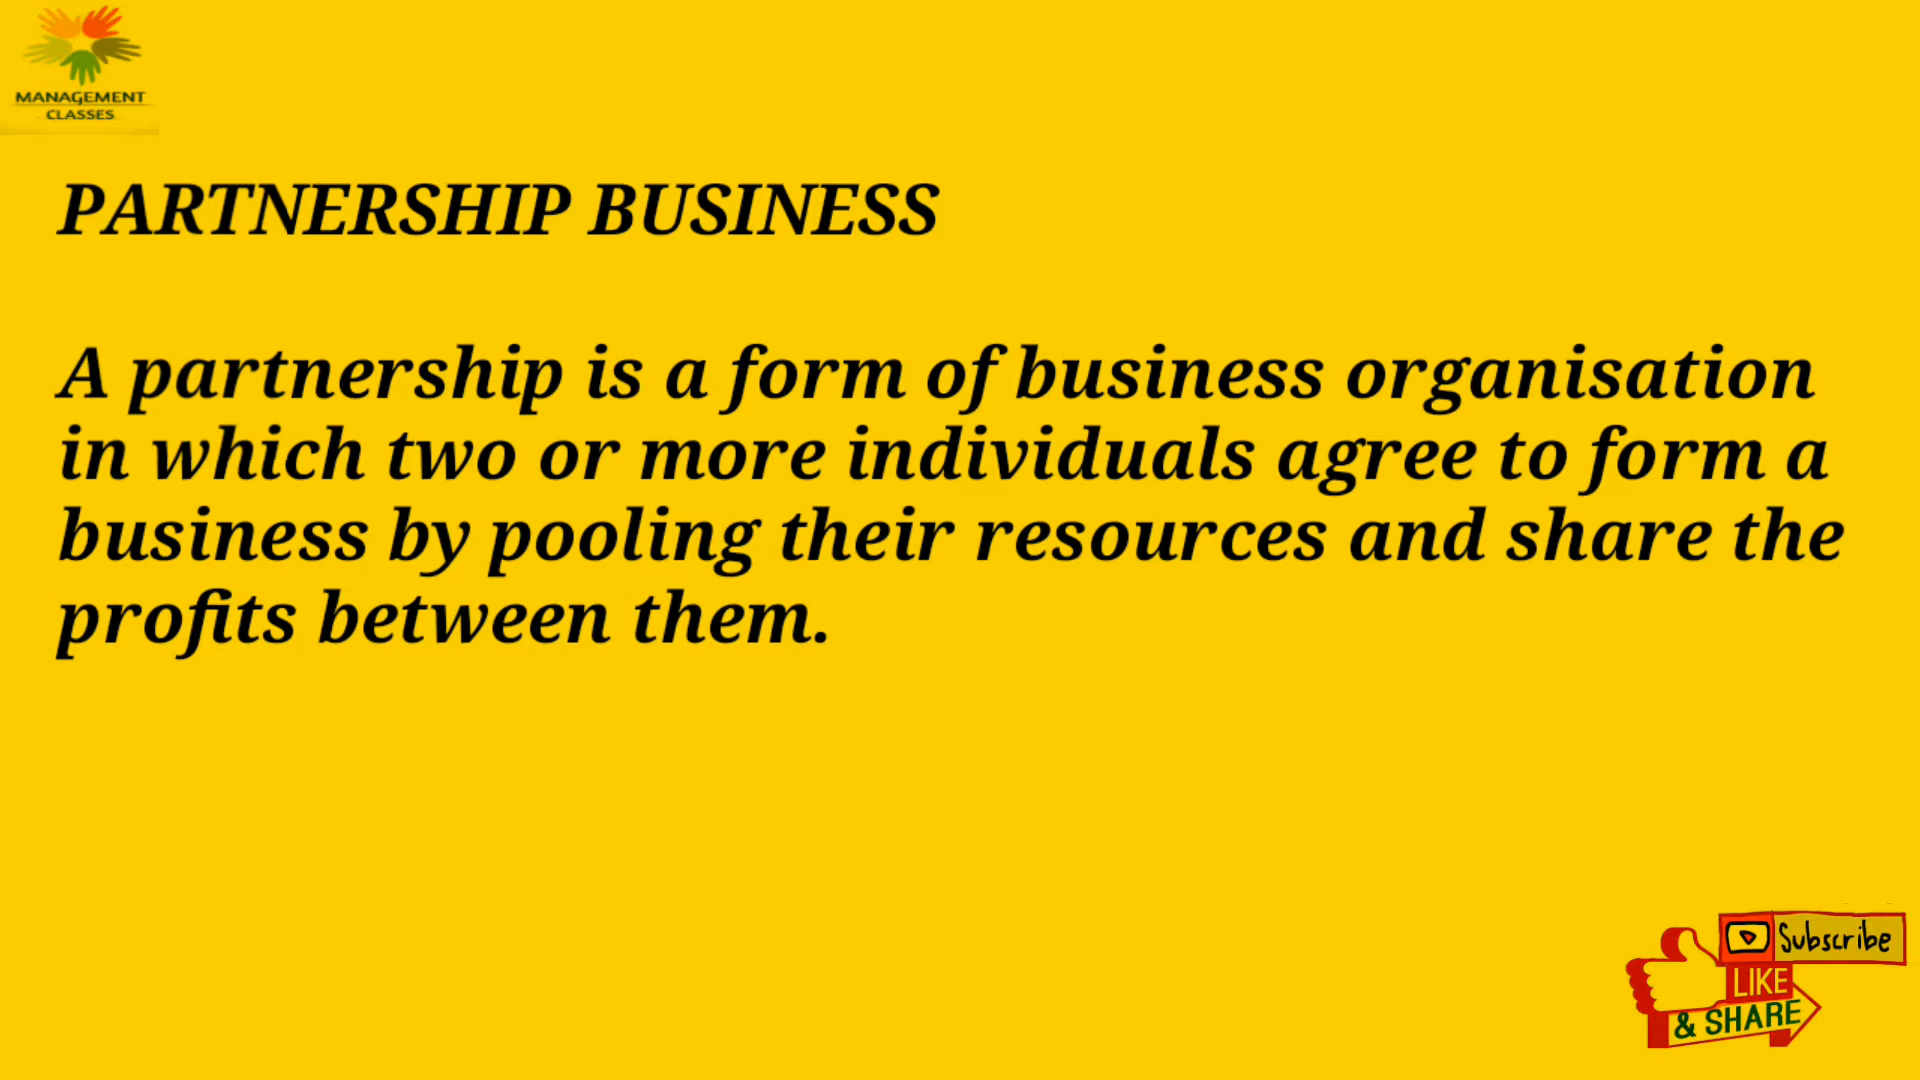 MANAGEMENT
CLASSES
PARTNERSHIP BUSINESS
A partnership is a form of business organisation
in which two or more individuals agree to form a
business by pooling their resources and share the
profits between them.
Subscribe
LIKE
& SHARE